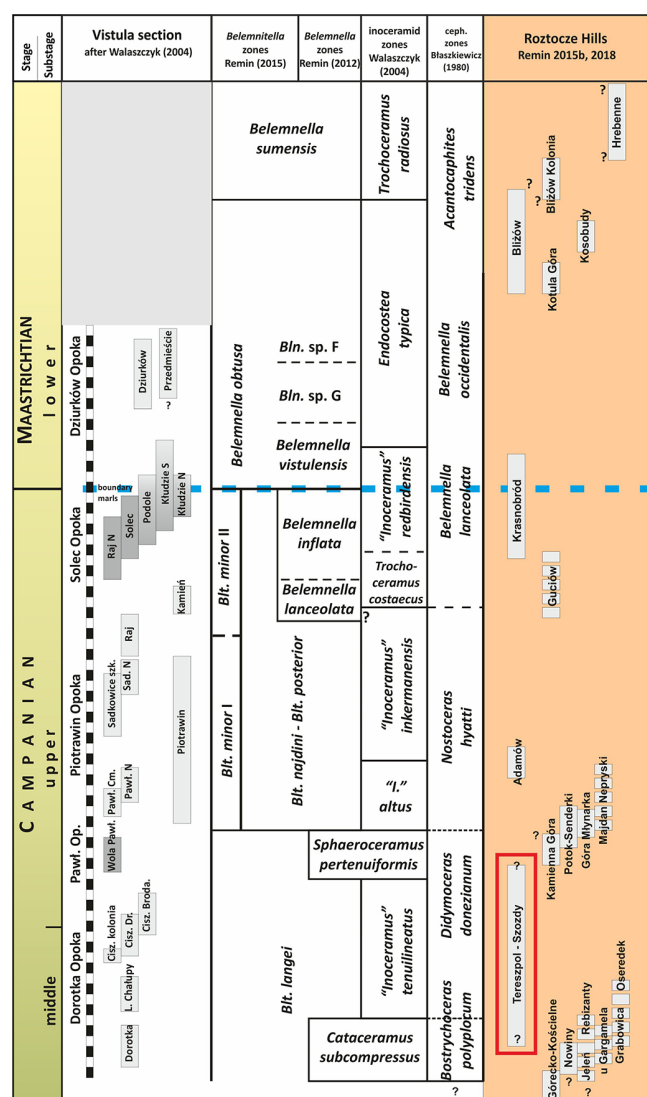 Stage
Substage
Vistula section
after Walaszczyk (2004)
Belemnitella
zones
Remin (2015)
Belemnella
zones
Remin (2012)
inoceramid
zones
Walaszczyk
(2004)
ceph.
zones
Błaszkiewicz
(1980)
Roztocze Hills
Remin 2015b, 2018
MAASTRICHTIAN
lower
CAMPANIAN
upper
middle
Dziurków Opoka
Solec Opoka
Piotrawin Opoka
Pawł. Op.
Dorotka Opoka
Dziurków
Przedmieście
?
boundary
marls
Raj N
Solec
Podole
Kłudzie S
Kłudzie N
Kamień
Raj
Sadkowice szk.
Sad. N
Piotrawin
Pawł. Cm.
Pawł. N
Wola Pawł.
Cisz. kolonia
Cisz. Dr.
Cisz. Broda.
L. Chałupy
Dorotka
Belemnella
sumensis
Belemnella obtusa
Bln. sp. F
Bln. sp. G
Belemnella
vistulensis
Blt. minor II
Belemnella
inflata
Belemnella
lanceolata
Blt. minor I
Blt. najdini - Blt. posterior
Blt. langei
Trochoceramus
radiosus
Endocostea
typica
"Inoceramus"
redbirdensis
Trocho-
ceramus
costaecus
?
"Inoceramus"
inkermanensis
"I."
altus
Sphaeroceramus
pertenuiformis
"Inoceramus"
tenuilineatus
Cataceramus
subcompressus
Acantocaphites
tridens
Belemnella
occidentalis
Belemnella
lanceolata
Nostoceras
hyatti
Didymoceras
donezianum
Bostrychoceras
polyplorum
?
?
Hrebenne
?
?
Bliżów Kolonia
?
Bliżów
Kosobudy
Kotula Góra
Krasnobród
Guciów
Adamów
?
Kamienna Góra
Potok-Senderki
Góra Młynarka
Majdan Nepryski
?
Tereszpol - Szozdy
?
Górecko-Kościelne
Nowiny
?
Jeleń
?
Rebizanty
u Gargamela
Grabowica
Oseredek